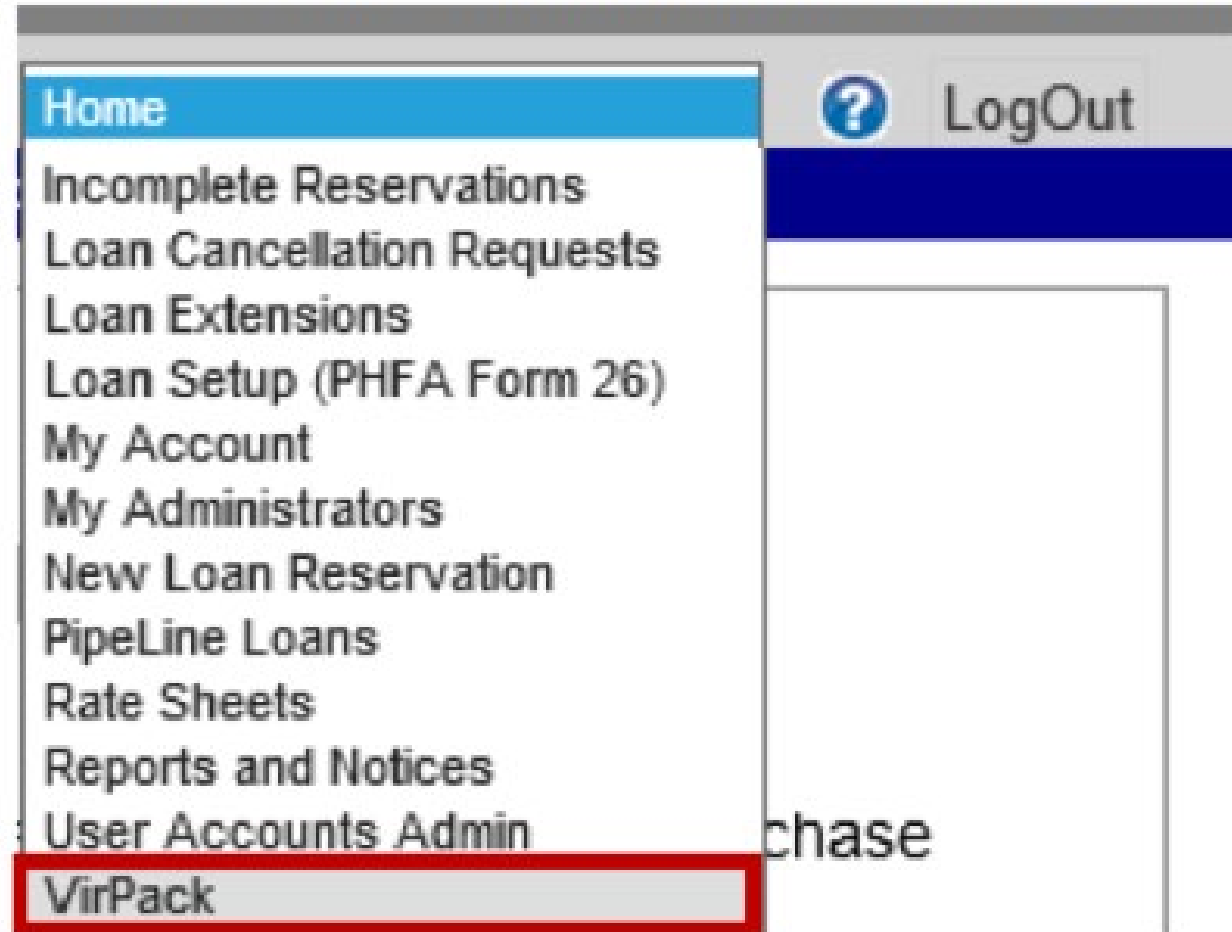 Home
? LogOut
Incomplete Reservations
Loan Cancellation Requests
Loan Extensions
Loan Setup (PHFA Form 26)
My Account
My Administrators
New Loan Reservation
PipeLine Loans
Rate Sheets
Reports and Notices
User Accounts Admin
chase
VirPack